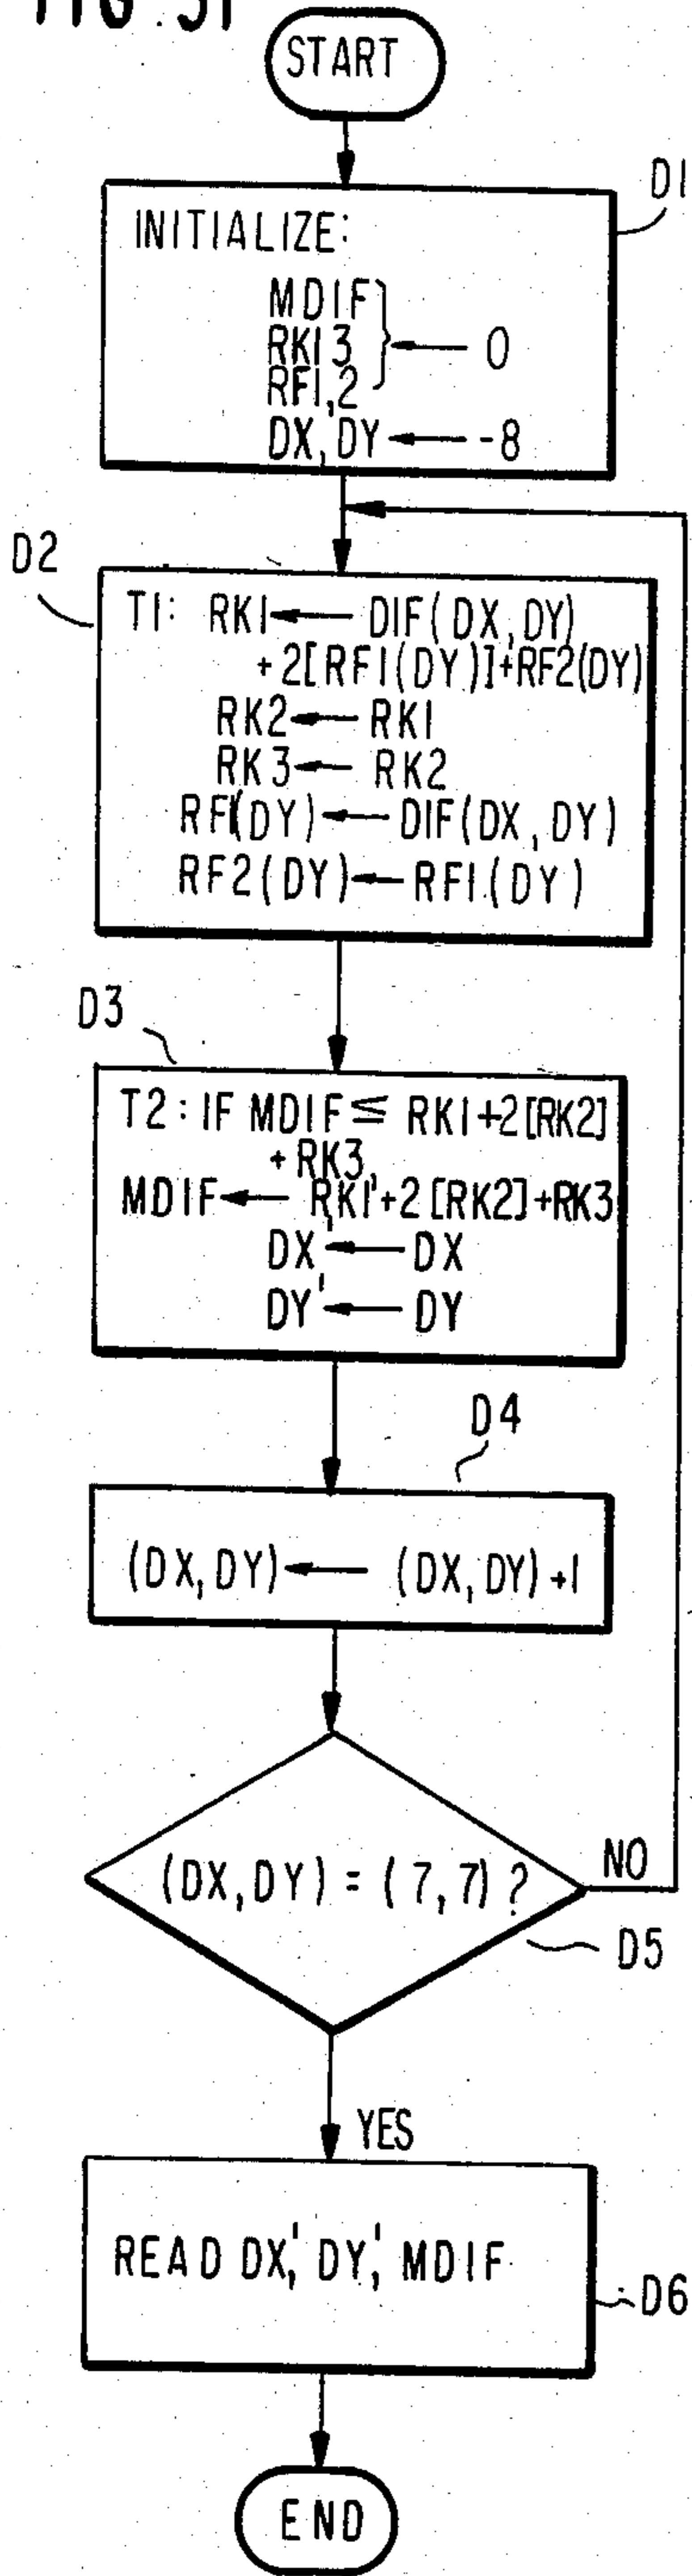 START
D1
INITIALIZE:
MDIF
RK13
RF1,2
← 0
DX,DY ← -8
D2
T1: RK1 ← DIF(DX,DY)
+2[RF1(DY)]+RF2(DY)
RK2 ← RK1
RK3 ← RK2
RF1(DY) ← DIF(DX,DY)
RF2(DY) ← RF1(DY)
D3
T2: IF MDIF ≤ RK1+2[RK2]
+RK3,
MDIF ← RK1+2[RK2]+RK3
DX' ← DX
DY' ← DY
D4
(DX,DY) ← (DX,DY)+1
(DX,DY) = (7,7)?
NO
D5
YES
READ DX,' DY,' MDIF
D6
END